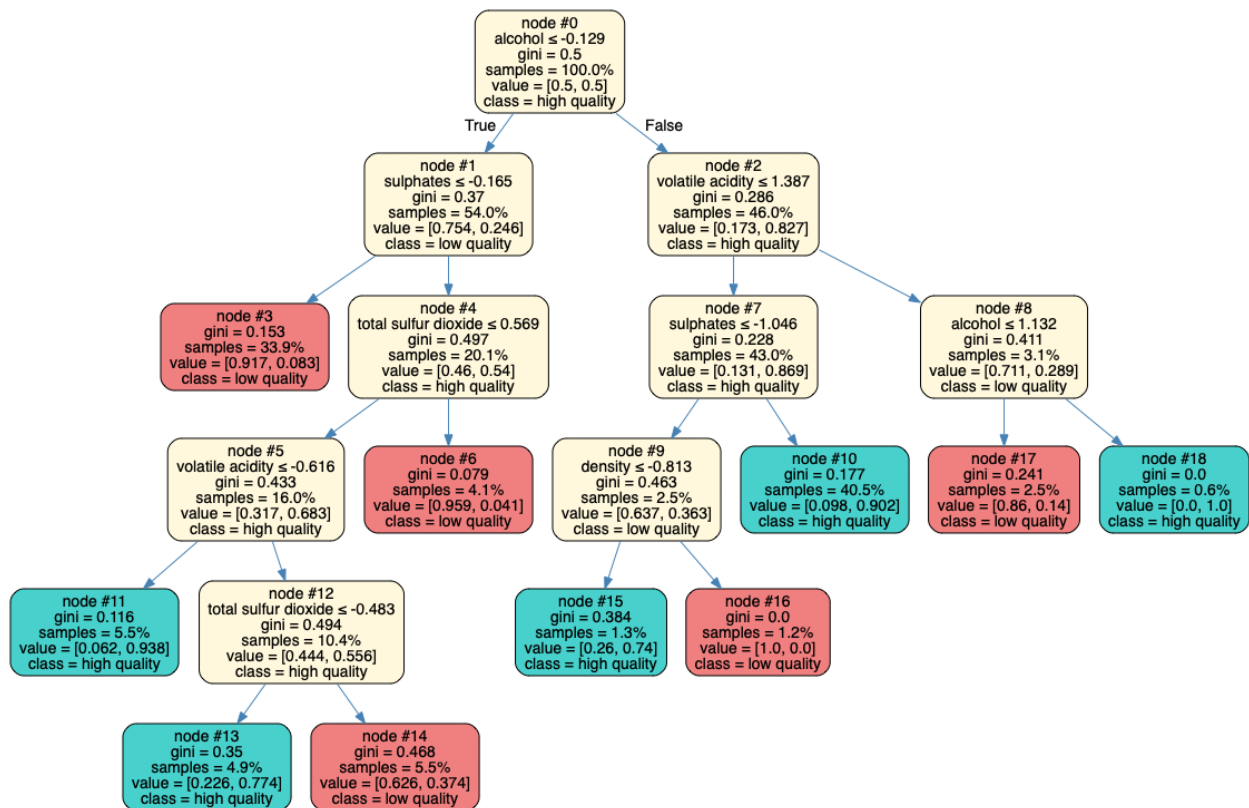 node #0
alcohol ≤ -0.129
gini = 0.5
samples = 100.0%
value = [0.5, 0.5]
class = high quality
True
False
node #1
sulphates ≤ -0.165
gini = 0.37
samples = 54.0%
value = [0.754, 0.246]
class = low quality
node #2
volatile acidity ≤ 1.387
gini = 0.286
samples = 46.0%
value = [0.173, 0.827]
class = high quality
node #3
gini = 0.153
samples = 33.9%
value = [0.917, 0.083]
class = low quality
node #4
total sulfur dioxide ≤ 0.569
gini = 0.497
samples = 20.1%
value = [0.46, 0.54]
class = high quality
node #7
sulphates ≤ -1.046
gini = 0.228
samples = 43.0%
value = [0.131, 0.869]
class = high quality
node #8
alcohol ≤ 1.132
gini = 0.411
samples = 3.1%
value = [0.711, 0.289]
class = low quality
node #5
volatile acidity ≤ -0.616
gini = 0.433
samples = 16.0%
value = [0.317, 0.683]
class = high quality
node #6
gini = 0.079
samples = 4.1%
value = [0.959, 0.041]
class = low quality
node #9
density ≤ -0.813
gini = 0.463
samples = 2.5%
value = [0.637, 0.363]
class = low quality
node #10
gini = 0.177
samples = 40.5%
value = [0.098, 0.902]
class = high quality
node #17
gini = 0.241
samples = 2.5%
value = [0.86, 0.14]
class = low quality
node #18
gini = 0.0
samples = 0.6%
value = [0.0, 1.0]
class = high quality
node #11
gini = 0.116
samples = 5.5%
value = [0.062, 0.938]
class = high quality
node #12
total sulfur dioxide ≤ -0.483
gini = 0.494
samples = 10.4%
value = [0.444, 0.556]
class = high quality
node #15
gini = 0.384
samples = 1.3%
value = [0.26, 0.74]
class = high quality
node #16
gini = 0.0
samples = 1.2%
value = [1.0, 0.0]
class = low quality
node #13
gini = 0.35
samples = 4.9%
value = [0.226, 0.774]
class = high quality
node #14
gini = 0.468
samples = 5.5%
value = [0.626, 0.374]
class = low quality